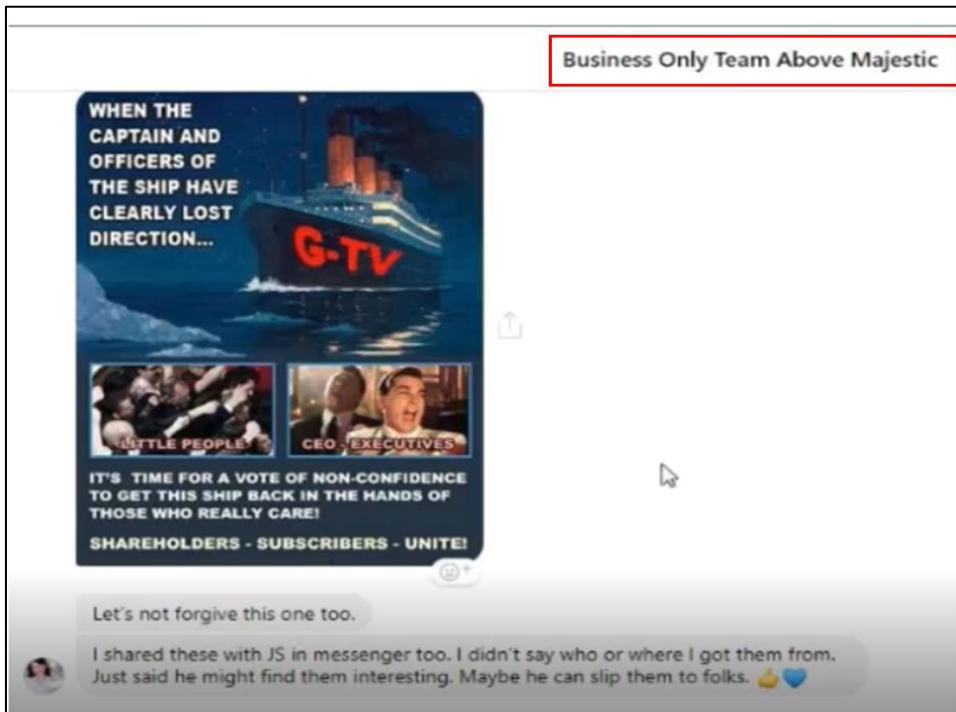 Business Only Team Above Majestic
WHEN THE
CAPTAIN AND
OFFICERS OF
THE SHIP HAVE
CLEARLY LOST
DIRECTION...
G-TV
LITTLE PEOPLE
CEO - EXECUTIVES
IT'S TIME FOR A VOTE OF NON-CONFIDENCE
TO GET THIS SHIP BACK IN THE HANDS OF
THOSE WHO REALLY CARE!
SHAREHOLDERS - SUBSCRIBERS - UNITE!
Let's not forgive this one too.
I shared these with JS in messenger too. I didn't say who or where I got them from.
Just said he might find them interesting. Maybe he can slip them to folks. 👍💙